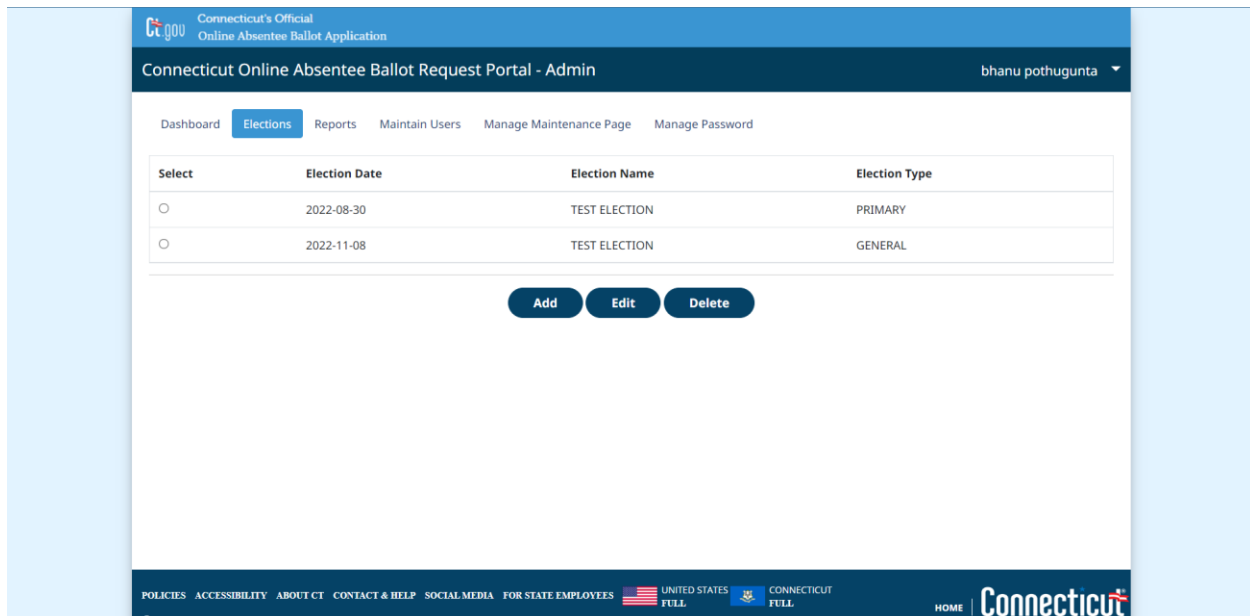 Ct.gov
Connecticut's Official
Online Absentee Ballot Application
Connecticut Online Absentee Ballot Request Portal - Admin bhanu pothugunta
Dashboard Elections Reports Maintain Users Manage Maintenance Page Manage Password
Select Election Date Election Name Election Type
2022-08-30 TEST ELECTION PRIMARY
2022-11-08 TEST ELECTION GENERAL
Add Edit Delete
POLICIES ACCESSIBILITY ABOUT CT CONTACT & HELP SOCIAL MEDIA FOR STATE EMPLOYEES
UNITED STATES
FULL
CONNECTICUT
FULL
HOME | Connecticut